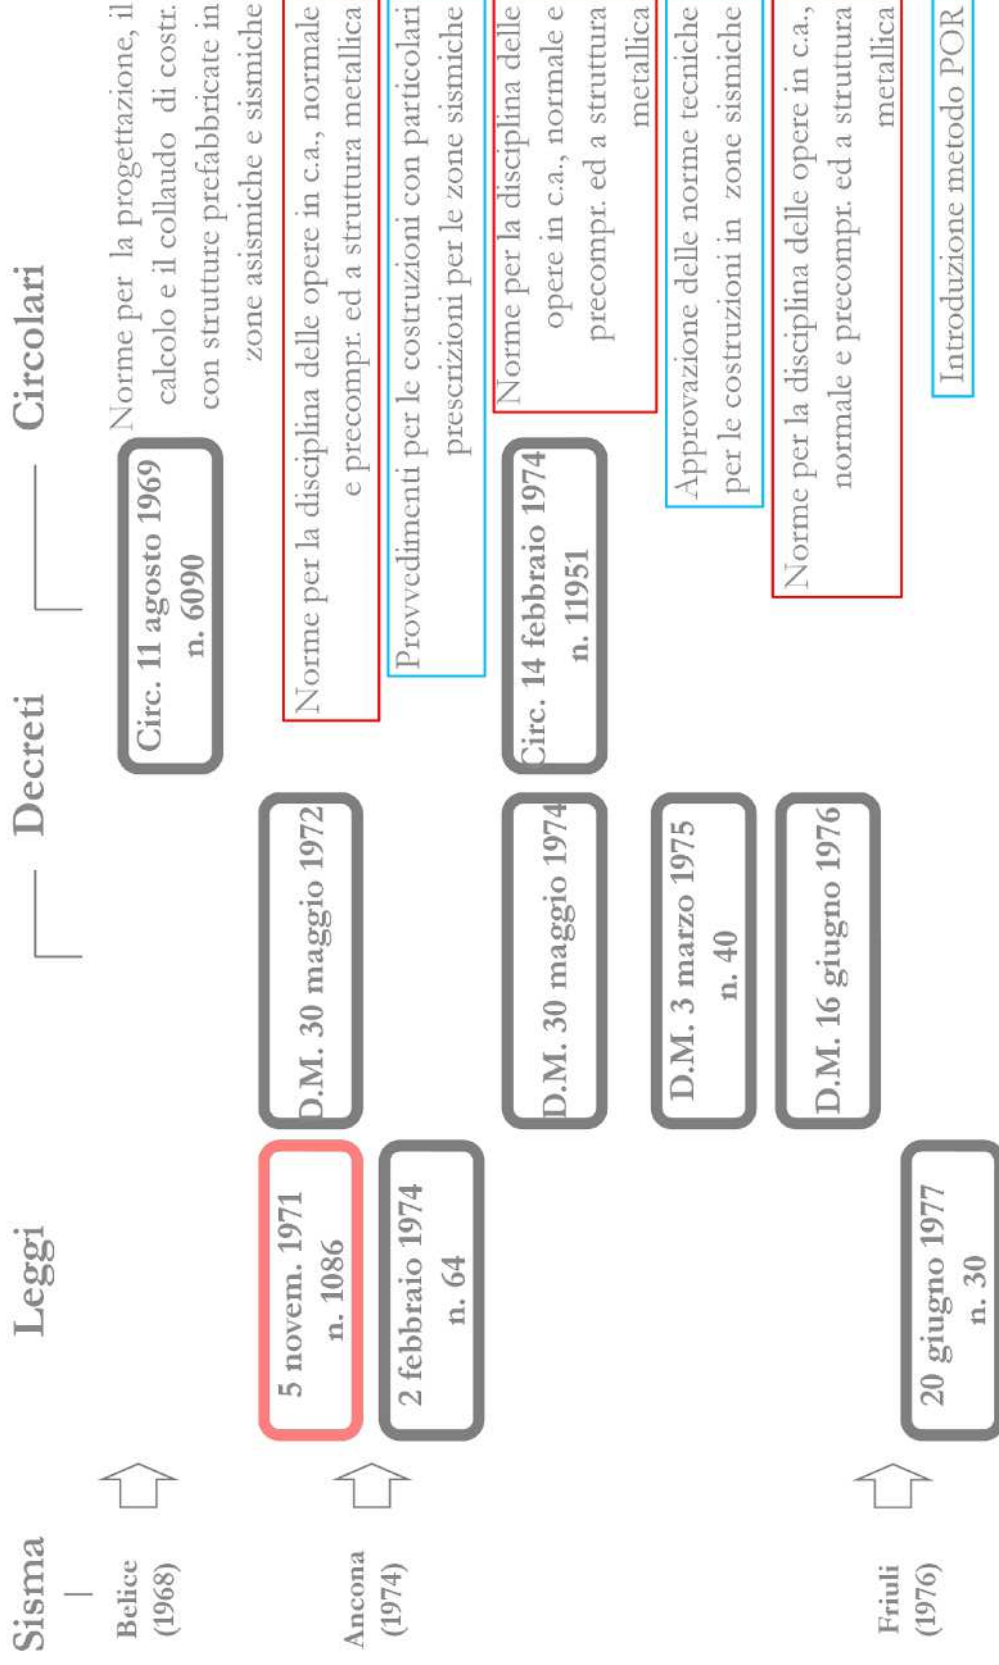 Sisma
Leggi
Decreti
Circolari
Belice
(1968)
Circ. 11 agosto 1969
n. 6090
Norme per la progettazione, il
calcolo e il collaudo di costr.
con strutture prefabbricate in
zone asismiche e sismiche
5 novem. 1971
n. 1086
D.M. 30 maggio 1972
Norme per la disciplina delle opere in c.a., normale
e precompr. ed a struttura metallica
Ancona
(1974)
2 febbraio 1974
n. 64
Provvedimenti per le costruzioni con particolari
prescrizioni per le zone sismiche
D.M. 30 maggio 1974
Circ. 14 febbraio 1974
n. 11951
Norme per la disciplina delle
opere in c.a., normale e
precompr. ed a struttura
metallica
D.M. 3 marzo 1975
n. 40
Approvazione delle norme tecniche
per le costruzioni in zone sismiche
D.M. 16 giugno 1976
Norme per la disciplina delle opere in c.a.,
normale e precompr. ed a struttura
metallica
Friuli
(1976)
20 giugno 1977
n. 30
Introduzione metodo POR